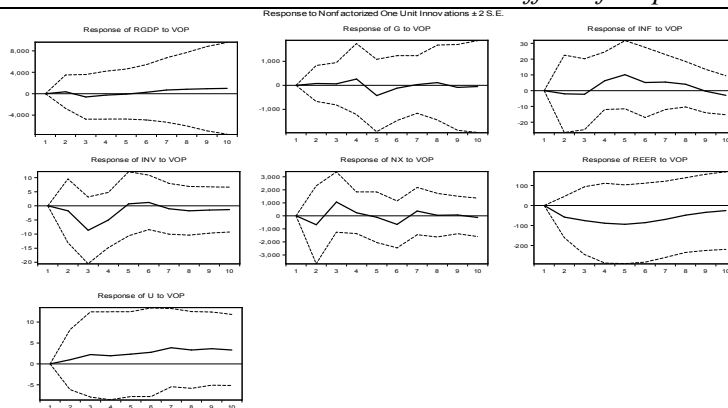 Response to Nonfactorized One Unit Innovations ± 2 S.E.
Response of RGDP to VOP
8,000
4,000
0
-4,000
1 2 3 4 5 6 7 8 9 10
Response of G to VOP
1,000
0
-1,000
1 2 3 4 5 6 7 8 9 10
Response of INF to VOP
30
20
10
0
-10
-20
1 2 3 4 5 6 7 8 9 10
Response of INV to VOP
10
5
0
-5
-10
-15
-20
1 2 3 4 5 6 7 8 9 10
Response of NX to VOP
3,000
2,000
1,000
0
-1,000
-2,000
-3,000
1 2 3 4 5 6 7 8 9 10
Response of REER to VOP
100
0
-100
-200
1 2 3 4 5 6 7 8 9 10
Response of U to VOP
10
5
0
-5
1 2 3 4 5 6 7 8 9 10